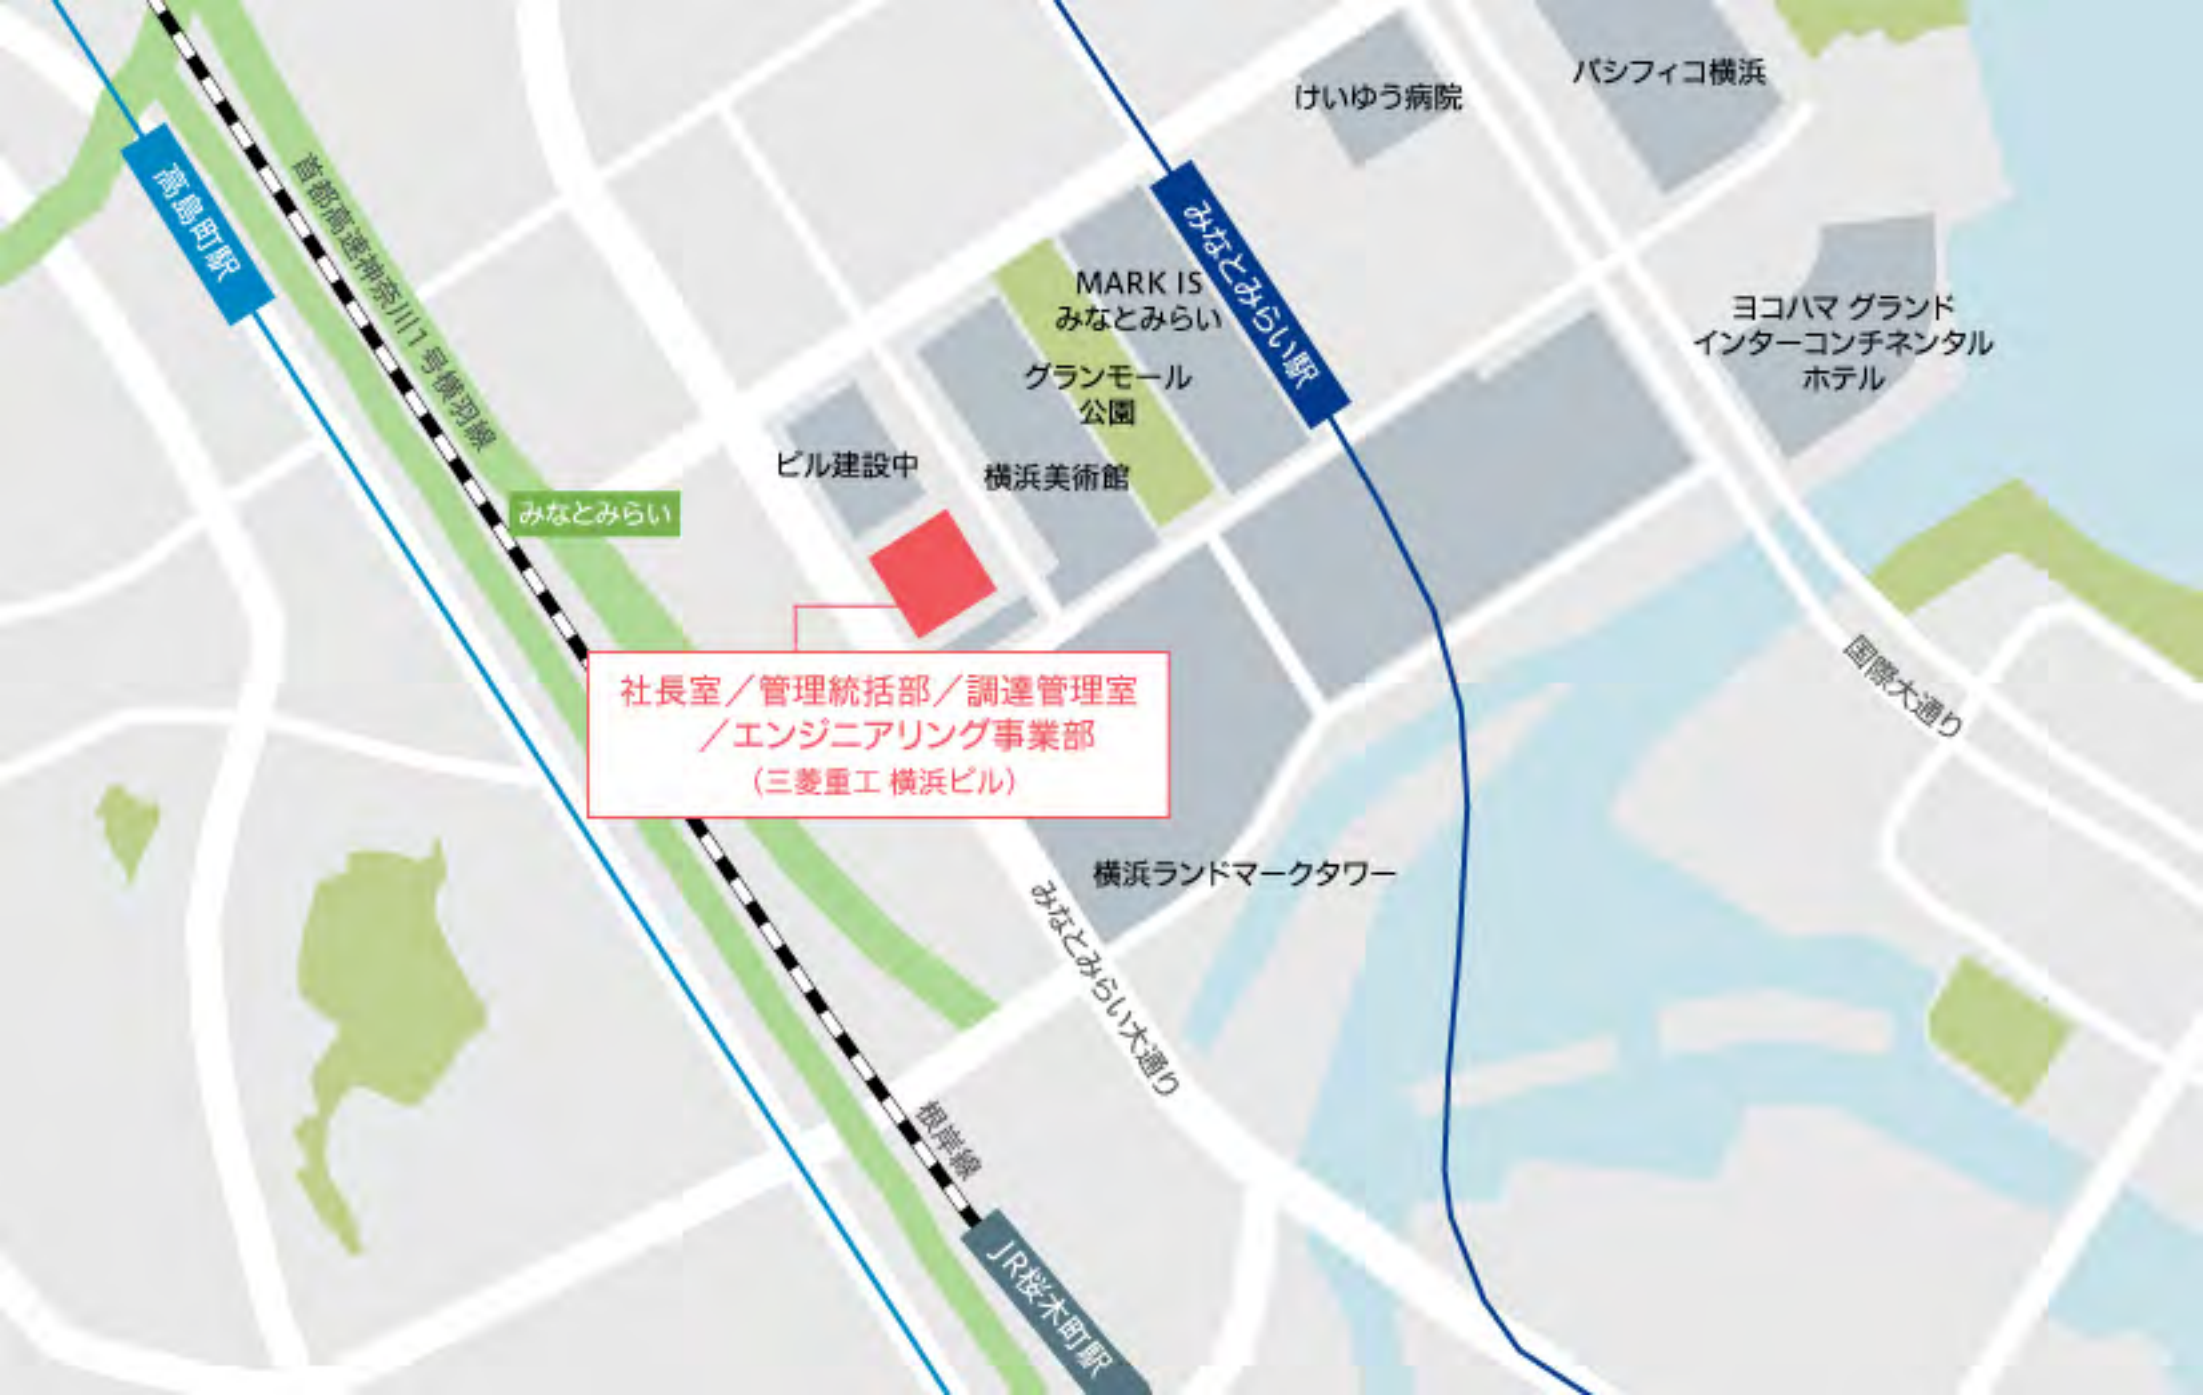 パシフィコ横浜
けいゆう病院
高島町駅
首都高速神奈川1号横羽線
みなとみらい駅
MARK IS
みなとみらい
ヨコハマ グランド
インターコンチネンタル
ホテル
グランモール
公園
ビル建設中
横浜美術館
みなとみらい
国際大通り
社長室／管理統括部／調達管理室
／エンジニアリング事業部
（三菱重工 横浜ビル）
横浜ランドマークタワー
みなとみらい大通り
根岸線
JR桜木町駅